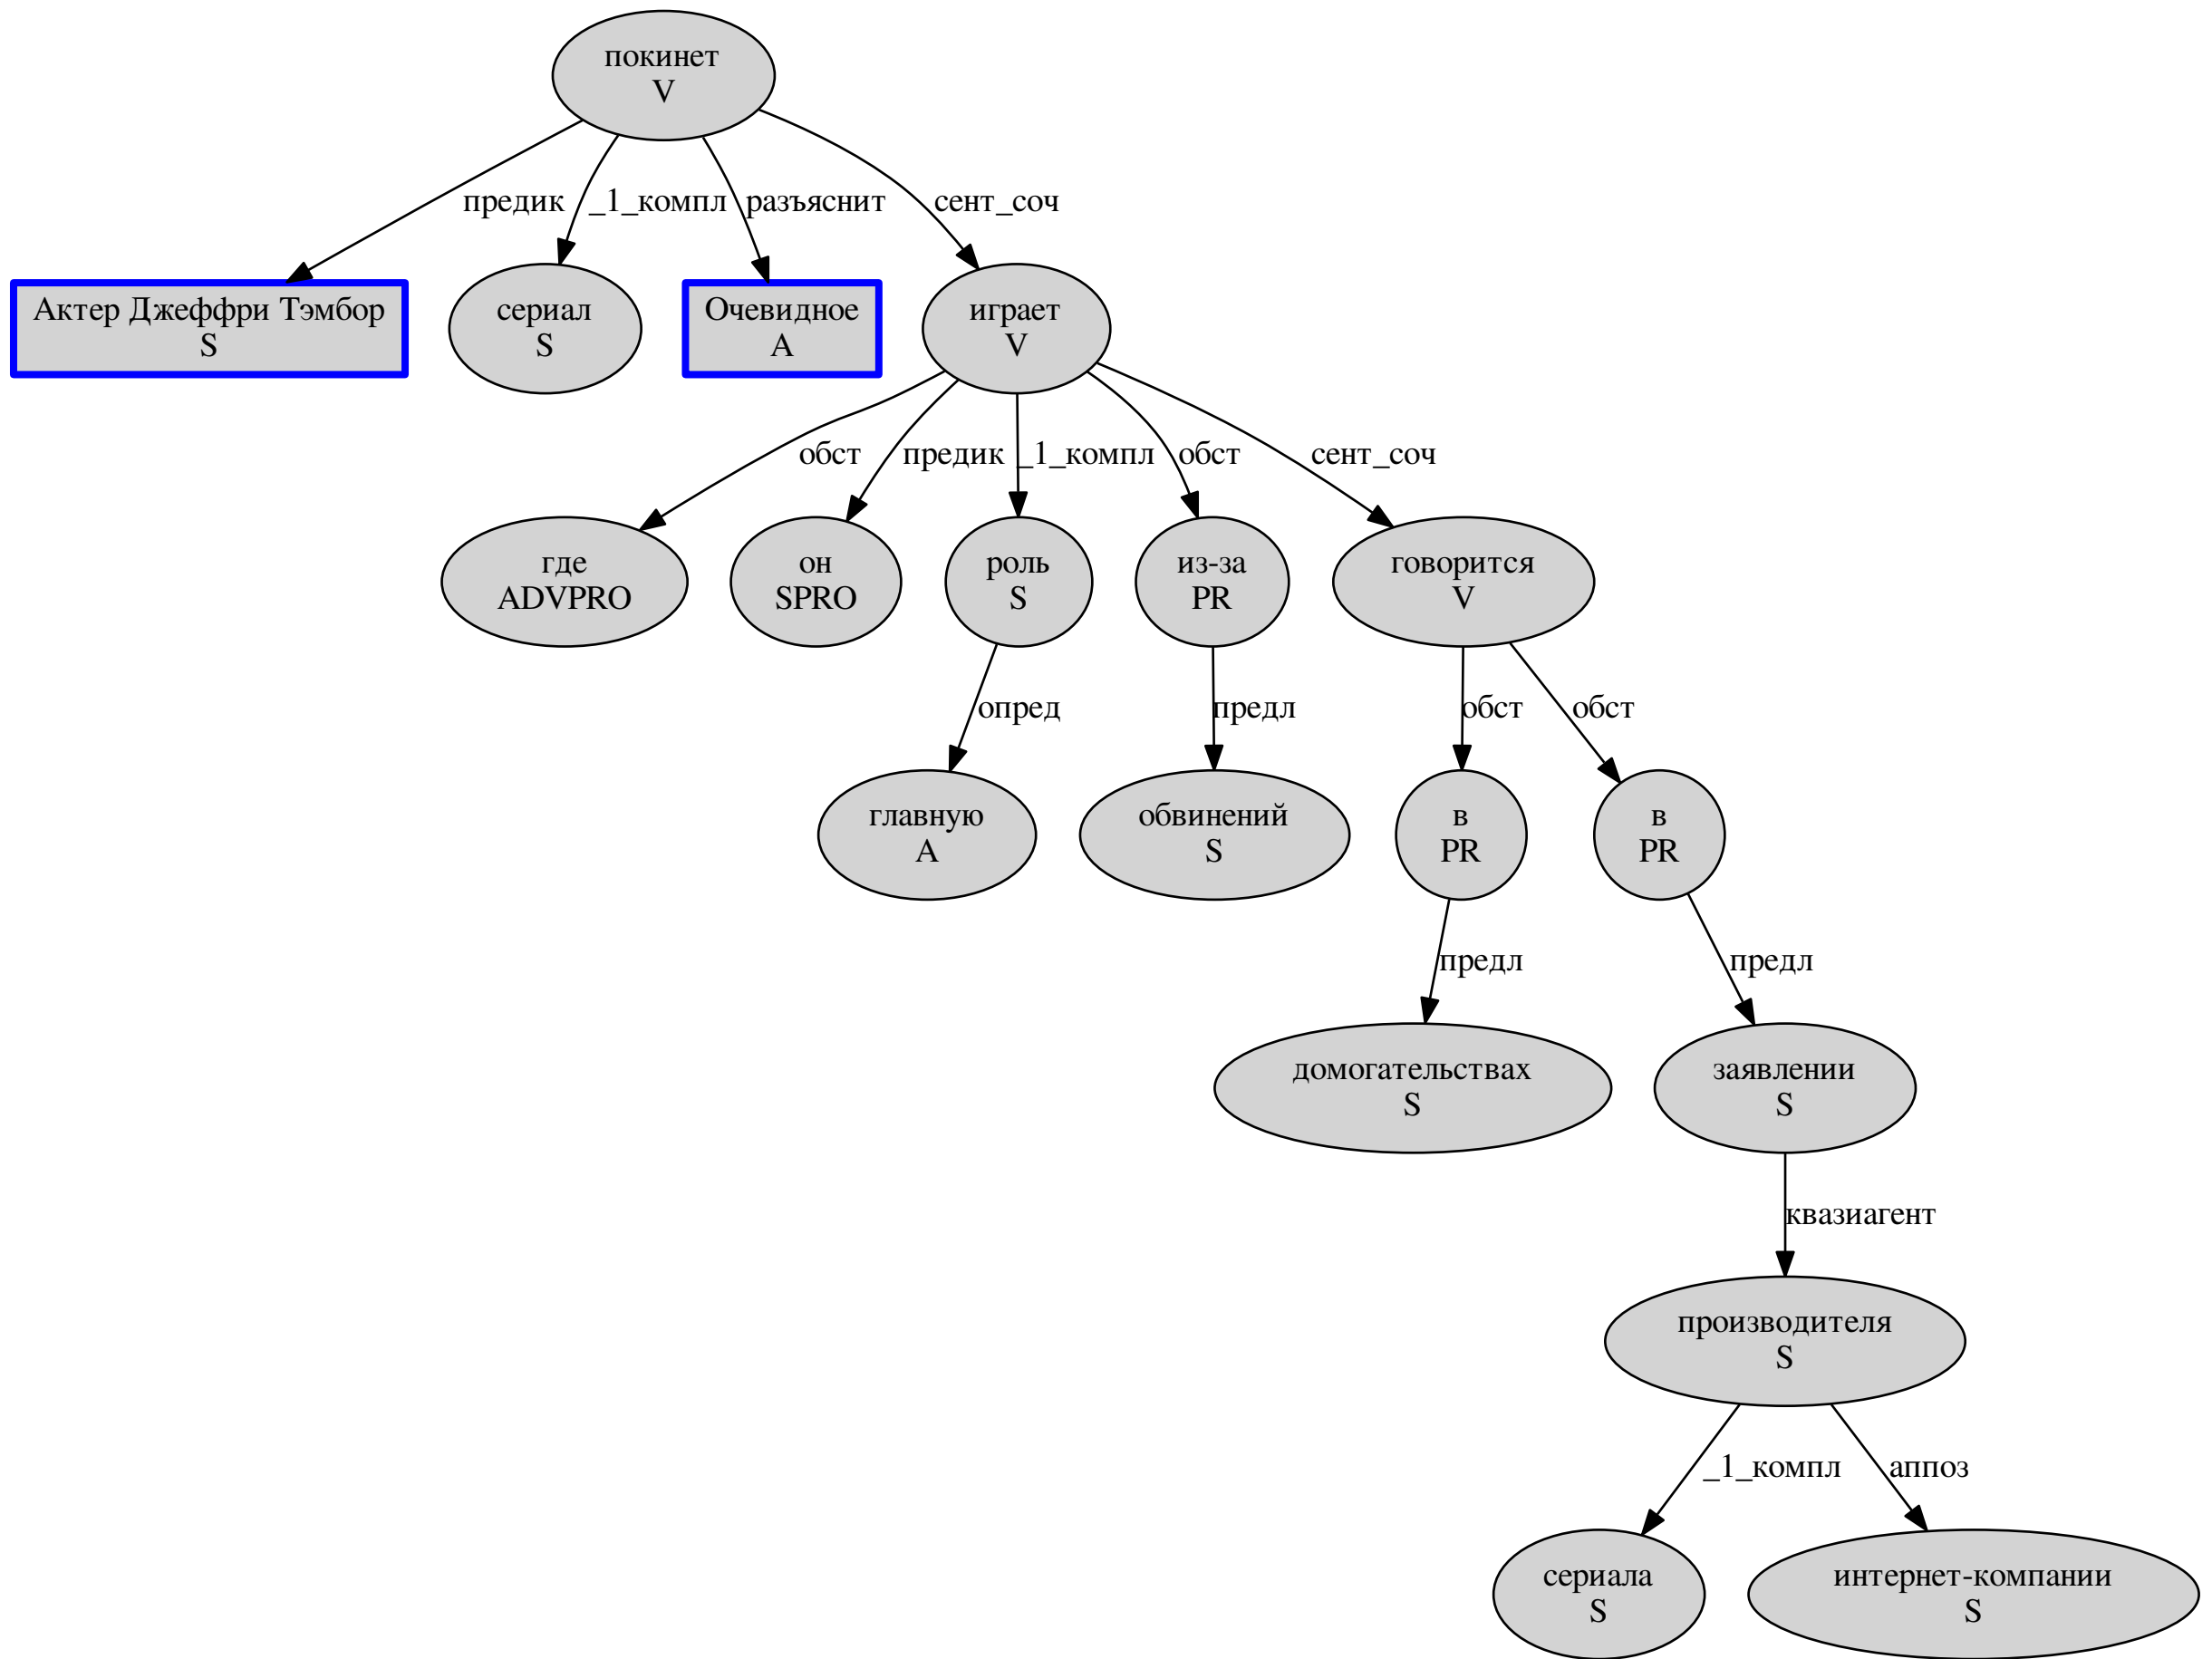 покинет
V
предик
_1_компл
разъяснит
сент_соч
Актер Джеффри Тэмбор
S
сериал
S
Очевидное
A
играет
V
обст
предик
_1_компл
обст
сент_соч
где
ADVPRO
он
SPRO
роль
S
из-за
PR
говорится
V
опред
предл
обст
обст
главную
A
обвинений
S
в
PR
в
PR
предл
предл
домогательствах
S
заявлении
S
квазиагент
производителя
S
_1_компл
аппоз
сериала
S
интернет-компании
S